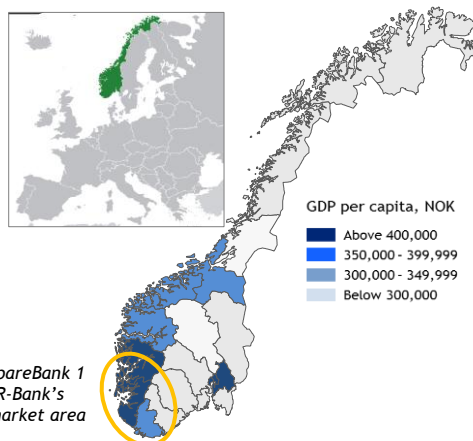 GDP per capita, NOK
Above 400,000
350,000 - 399,999
300,000 - 349,999
Below 300,000
pareBank 1
R-Bank's
arket area